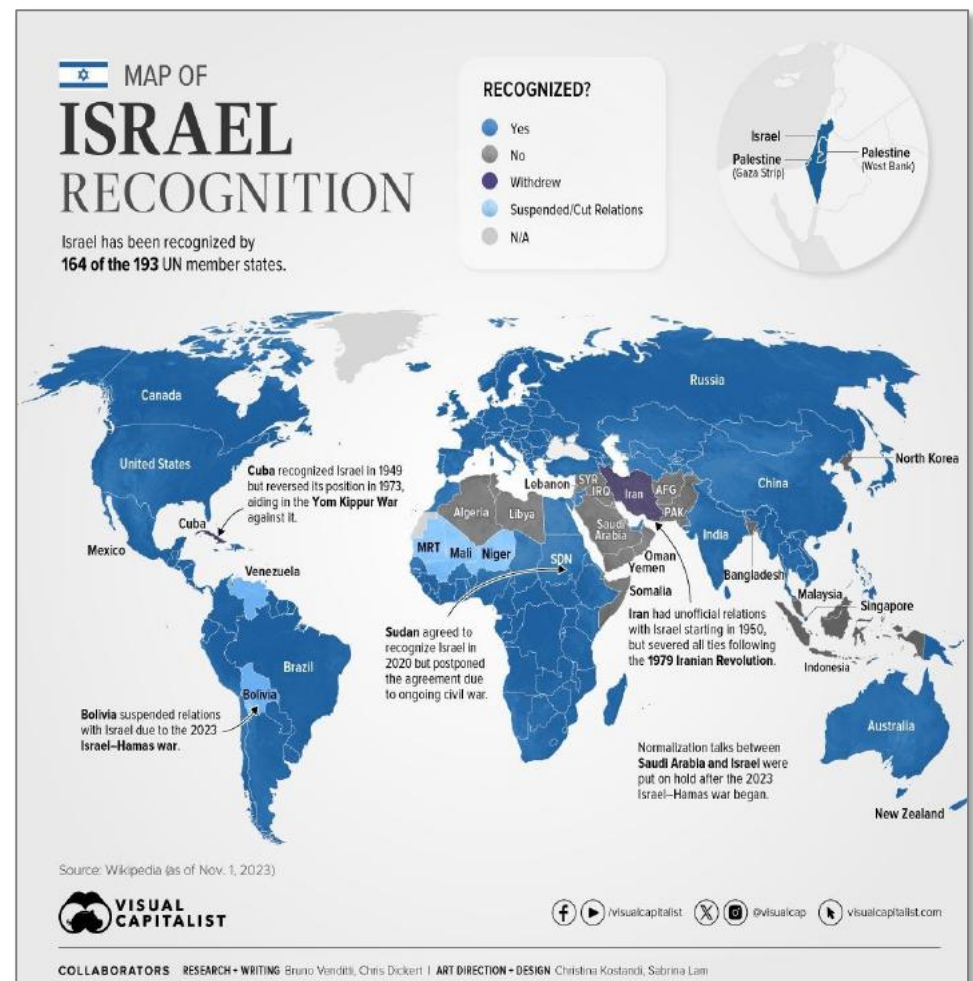 MAP OF
ISRAEL
RECOGNITION
Israel has been recognized by
164 of the 193 UN member states.
RECOGNIZED?
Yes
No
Withdrew
Suspended/Cut Relations
N/A
Israel
Palestine
(Gaza Strip)
Palestine
(West Bank)
Canada
United States
Mexico
Cuba
Cuba recognized Israel in 1949
but reversed its position in 1973,
aiding in the Yom Kippur War
against it.
Venezuela
Brazil
Bolivia
Bolivia suspended relations
with Israel due to the 2023
Israel–Hamas war.
Russia
North Korea
China
Lebanon
SYR
IRQ
Iran
AFG
PAK
India
Algeria
Libya
Saudi
Arabia
MRT
Mali
Niger
SDN
Oman
Yemen
Somalia
Bangladesh
Malaysia
Singapore
Indonesia
Sudan agreed to
recognize Israel in
2020 but postponed
the agreement due
to ongoing civil war.
Iran had unofficial relations
with Israel starting in 1950,
but severed all ties following
the 1979 Iranian Revolution.
Australia
Normalization talks between
Saudi Arabia and Israel were
put on hold after the 2023
Israel–Hamas war began.
New Zealand
Source: Wikipedia (as of Nov. 1, 2023)
VISUAL
CAPITALIST
/visualcapitalist
@visualcap
visualcapitalist.com
COLLABORATORS RESEARCH + WRITING Bruno Venditti, Chris Dickert | ART DIRECTION + DESIGN Christina Kostandi, Sabrina Lam